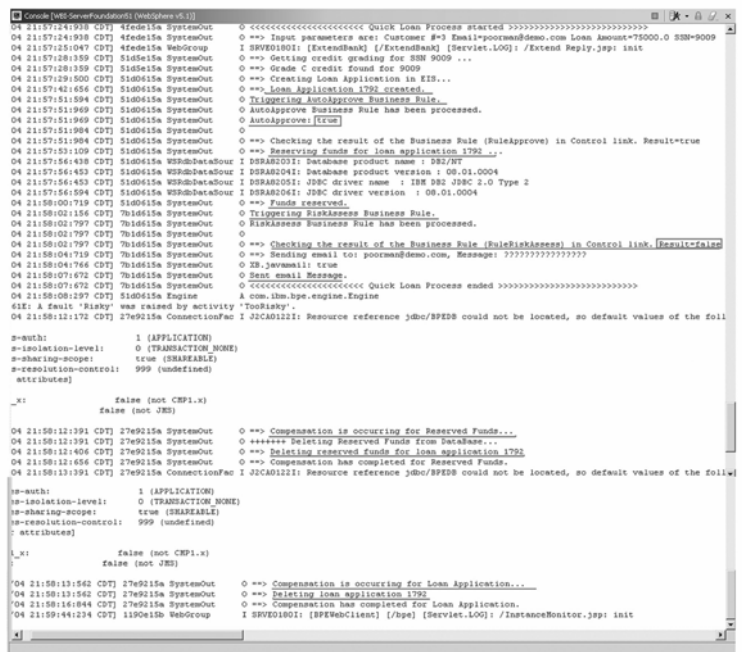 Console [WBI-ServerFoundation51 (WebSphere v5.1)]
04 21:57:24:938 CDT] 4fede15a SystemOut O <<<<<<<<<<<<<<<<<<<<<< Quick Loan Process started >>>>>>>>>>>>>>>>>>>>>>>>>>
04 21:57:24:938 CDT] 4fede15a SystemOut O ==> Input parameters are: Customer #=3 Email=poorman@demo.com Loan Amount=75000.0 SSN=9009
04 21:57:25:047 CDT] 4fede15a WebGroup I SRVE0180I: [ExtendBank] [/ExtendBank] [Servlet.LOG]: /Extend Reply.jsp: init
04 21:57:28:359 CDT] 51d5e15a SystemOut O ==> Getting credit grading for SSN 9009 ...
04 21:57:28:359 CDT] 51d5e15a SystemOut O ==> Grade C credit found for 9009
04 21:57:29:500 CDT] 51d0615a SystemOut O ==> Creating Loan Application in EIS...
04 21:57:42:656 CDT] 51d0615a SystemOut O ==> Loan Application 1792 created.
04 21:57:51:594 CDT] 51d0615a SystemOut O Triggering AutoApprove Business Rule.
04 21:57:51:969 CDT] 51d0615a SystemOut O AutoApprove Business Rule has been processed.
04 21:57:51:969 CDT] 51d0615a SystemOut O AutoApprove: true
04 21:57:51:984 CDT] 51d0615a SystemOut O
04 21:57:51:984 CDT] 51d0615a SystemOut O ==> Checking the result of the Business Rule (RuleApprove) in Control link. Result=true
04 21:57:53:109 CDT] 51d0615a SystemOut O ==> Reserving funds for loan application 1792 ...
04 21:57:56:438 CDT] 51d0615a WSRdbDataSour I DSRA8203I: Database product name : DB2/NT
04 21:57:56:453 CDT] 51d0615a WSRdbDataSour I DSRA8204I: Database product version : 08.01.0004
04 21:57:56:453 CDT] 51d0615a WSRdbDataSour I DSRA8205I: JDBC driver name : IBM DB2 JDBC 2.0 Type 2
04 21:57:56:594 CDT] 51d0615a WSRdbDataSour I DSRA8206I: JDBC driver version : 08.01.0004
04 21:58:00:719 CDT] 51d0615a SystemOut O ==> Funds reserved.
04 21:58:02:156 CDT] 7b1d615a SystemOut O Triggering RiskAssess Business Rule.
04 21:58:02:797 CDT] 7b1d615a SystemOut O RiskAssess Business Rule has been processed.
04 21:58:02:797 CDT] 7b1d615a SystemOut O
04 21:58:02:797 CDT] 7b1d615a SystemOut O ==> Checking the result of the Business Rule (RuleRiskAssess) in Control link. Result=false
04 21:58:04:719 CDT] 7b1d615a SystemOut O ==> Sending email to: poorman@demo.com, Message: ????????????????
04 21:58:04:766 CDT] 7b1d615a SystemOut O XB.javamail: true
04 21:58:07:672 CDT] 7b1d615a SystemOut O Sent email Message.
04 21:58:07:672 CDT] 7b1d615a SystemOut O <<<<<<<<<<<<<<<<<<<<<< Quick Loan Process ended >>>>>>>>>>>>>>>>>>>>>>>>>>
04 21:58:08:297 CDT] 51d0615a Engine A com.ibm.bpe.engine.Engine
61E: A fault 'Risky' was raised by activity 'TooRisky'.
04 21:58:12:172 CDT] 27e9215a ConnectionFac I J2CA0122I: Resource reference jdbc/BPEDB could not be located, so default values of the foll
s-auth: 1 (APPLICATION)
s-isolation-level: 0 (TRANSACTION_NONE)
s-sharing-scope: true (SHAREABLE)
s-resolution-control: 999 (undefined)
attributes]
_x: false (not CMP1.x)
false (not JMS)
04 21:58:12:391 CDT] 27e9215a SystemOut O ==> Compensation is occurring for Reserved Funds...
04 21:58:12:391 CDT] 27e9215a SystemOut O +++++++ Deleting Reserved Funds from DataBase...
04 21:58:12:406 CDT] 27e9215a SystemOut O ==> Deleting reserved funds for loan application 1792
04 21:58:12:656 CDT] 27e9215a SystemOut O ==> Compensation has completed for Reserved Funds.
04 21:58:13:391 CDT] 27e9215a ConnectionFac I J2CA0122I: Resource reference jdbc/BPEDB could not be located, so default values of the foll
es-auth: 1 (APPLICATION)
es-isolation-level: 0 (TRANSACTION_NONE)
es-sharing-scope: true (SHAREABLE)
es-resolution-control: 999 (undefined)
attributes]
_x: false (not CMP1.x)
: false (not JMS)
'04 21:58:13:562 CDT] 27e9215a SystemOut O ==> Compensation is occurring for Loan Application...
'04 21:58:13:562 CDT] 27e9215a SystemOut O ==> Deleting loan application 1792
'04 21:58:16:844 CDT] 27e9215a SystemOut O ==> Compensation has completed for Loan Application.
'04 21:59:44:234 CDT] 1190e15b WebGroup I SRVE0180I: [BPEWebClient] [/bpe] [Servlet.LOG]: /InstanceMonitor.jsp: init